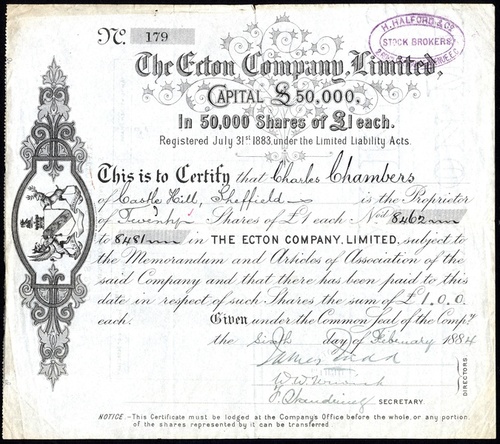 No. 179
H. HALFORD & Co
STOCK BROKERS
The Ecton Company, Limited,
CAPITAL £50,000,
In 50,000 Shares of £1 each.
Registered July 31st 1883, under the Limited Liability Acts.
This is to Certify that Charles Chambers
of Castle Hill, Sheffield is the Proprietor
of Twenty Shares of £1 each Nos. 8462
to 8481 in THE ECTON COMPANY, LIMITED, subject to
the Memorandum and Articles of Association of the
said Company and that there has been paid to this
date in respect of such Shares the sum of £1.0.0
each. Given under the Common Seal of the Compy.
the Sixth day of February 1884
James
DIRECTORS
SECRETARY.
NOTICE.- This Certificate must be lodged at the Company's Office before the whole, or any portion,
of the shares represented by it can be transferred.